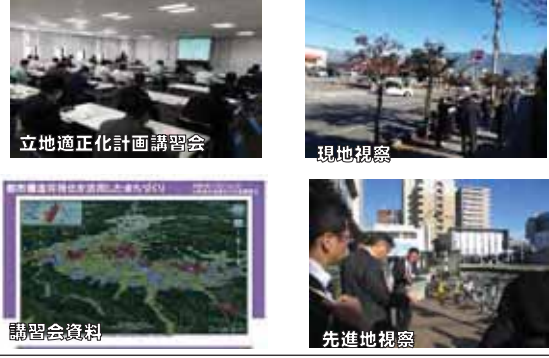 立地適正化計画講習会
現地視察
都市構造可視化を活用したまちづくり
講習会資料
先進地視察